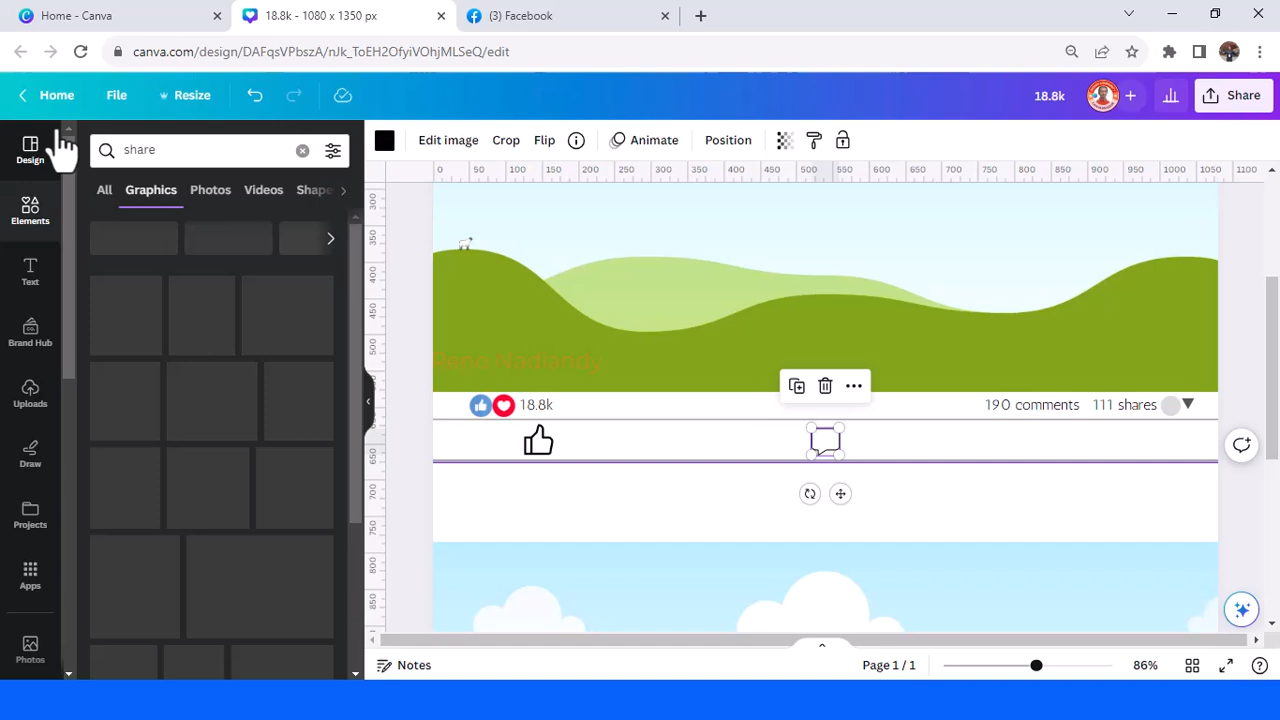 Home - Canva
18.8k - 1080 x 1350 px
(3) Facebook
canva.com/design/DAFqsVPbszA/nJk_ToEH2OfyiVOhjMLSeQ/edit
Home
File
Resize
18.8k
Share
Design
Elements
Text
Brand Hub
Uploads
Draw
Projects
Apps
Photos
share
All Graphics Photos Videos Shape
Edit image Crop Flip Animate Position
0 50 100 150 200 250 300 350 400 450 500 550 600 650 700 750 800 850 900 950 1000 1050 1100
300
350
400
450
500
550
600
650
700
750
800
850
Reno Nadiandy
18.8k
190 comments 111 shares
Notes
Page 1 / 1
86%